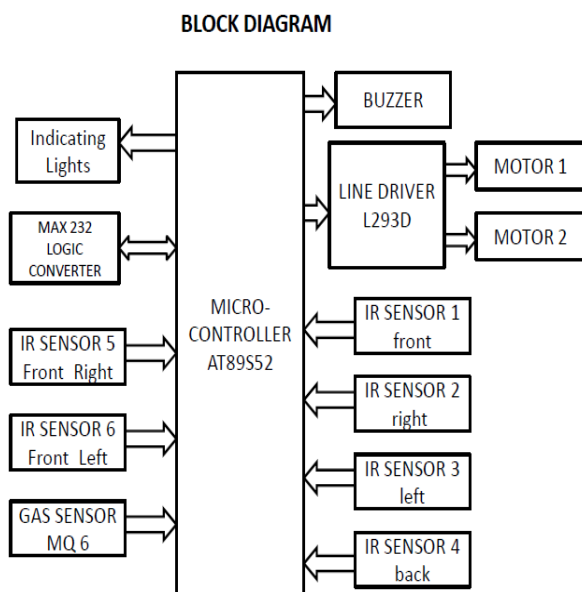 BLOCK DIAGRAM
BUZZER
Indicating
Lights
LINE DRIVER
L293D
MOTOR 1
MOTOR 2
MAX 232
LOGIC
CONVERTER
MICRO-
CONTROLLER
AT89S52
IR SENSOR 1
front
IR SENSOR 5
Front Right
IR SENSOR 2
right
IR SENSOR 6
Front Left
IR SENSOR 3
left
GAS SENSOR
MQ 6
IR SENSOR 4
back